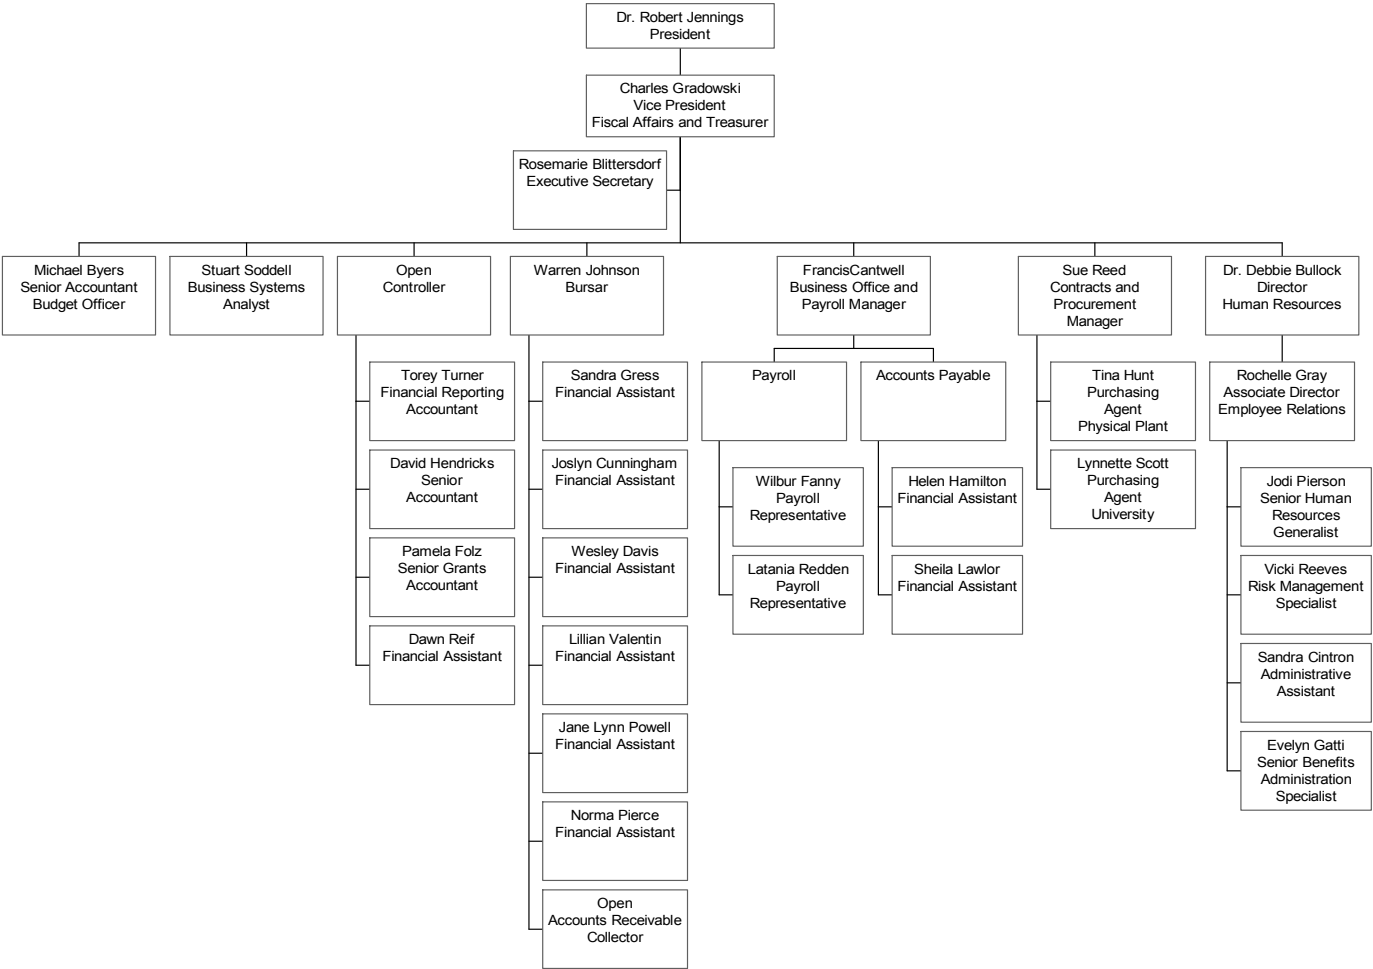 Dr. Robert Jennings
President
Charles Gradowski
Vice President
Fiscal Affairs and Treasurer
Rosemarie Blittersdorf
Executive Secretary
Michael Byers
Senior Accountant
Budget Officer
Stuart Soddell
Business Systems
Analyst
Open
Controller
Warren Johnson
Bursar
FrancisCantwell
Business Office and
Payroll Manager
Sue Reed
Contracts and
Procurement
Manager
Dr. Debbie Bullock
Director
Human Resources
Torey Turner
Financial Reporting
Accountant
David Hendricks
Senior
Accountant
Pamela Folz
Senior Grants
Accountant
Dawn Reif
Financial Assistant
Sandra Gress
Financial Assistant
Joslyn Cunningham
Financial Assistant
Wesley Davis
Financial Assistant
Lillian Valentin
Financial Assistant
Jane Lynn Powell
Financial Assistant
Norma Pierce
Financial Assistant
Open
Accounts Receivable
Collector
Payroll
Wilbur Fanny
Payroll
Representative
Latania Redden
Payroll
Representative
Accounts Payable
Helen Hamilton
Financial Assistant
Sheila Lawlor
Financial Assistant
Tina Hunt
Purchasing
Agent
Physical Plant
Lynnette Scott
Purchasing
Agent
University
Rochelle Gray
Associate Director
Employee Relations
Jodi Pierson
Senior Human
Resources
Generalist
Vicki Reeves
Risk Management
Specialist
Sandra Cintron
Administrative
Assistant
Evelyn Gatti
Senior Benefits
Administration
Specialist